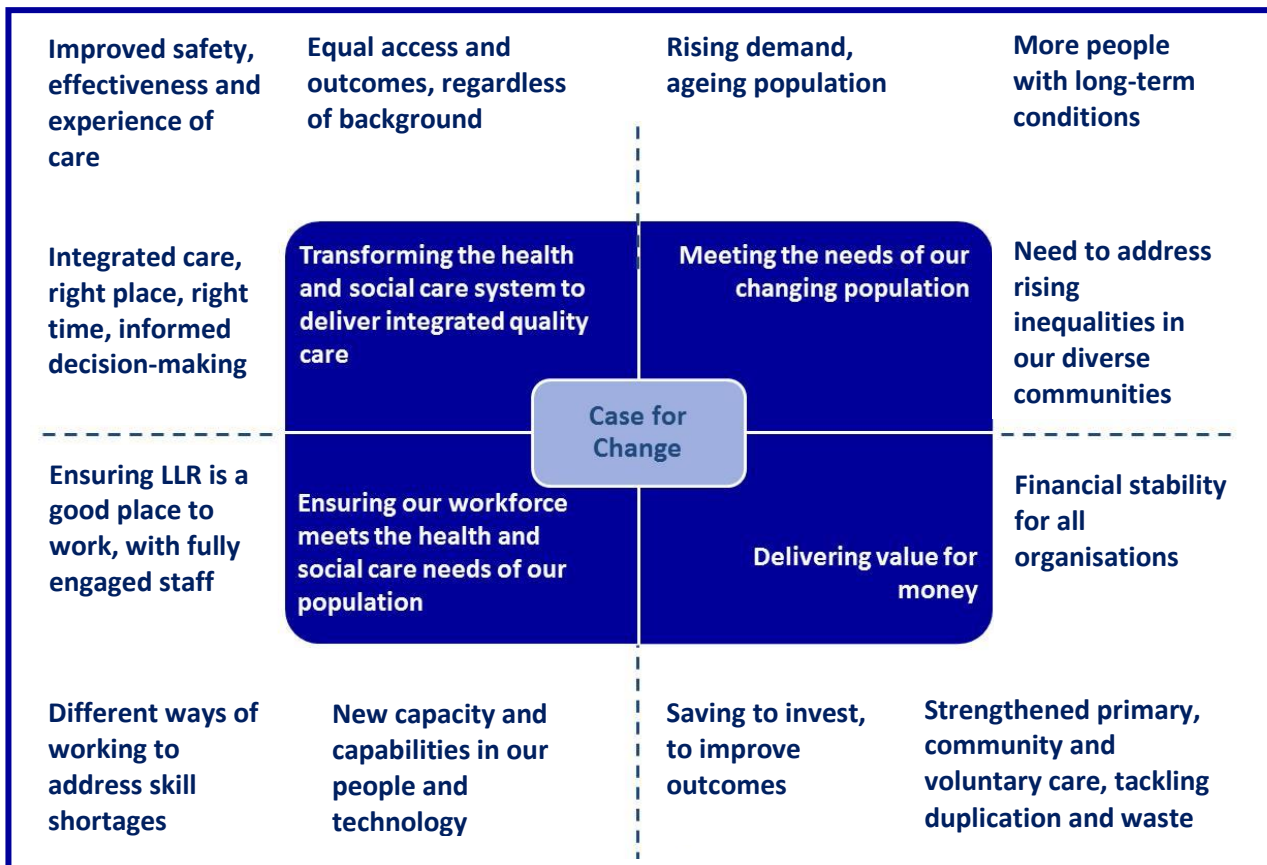 Improved safety,
effectiveness and
experience of
care
Equal access and
outcomes, regardless
of background
Rising demand,
ageing population
More people
with long-term
conditions
Integrated care,
right place, right
time, informed
decision-making
Transforming the health
and social care system to
deliver integrated quality
care
Meeting the needs of our
changing population
Need to address
rising
inequalities in
our diverse
communities
Case for
Change
Ensuring LLR is a
good place to
work, with fully
engaged staff
Ensuring our workforce
meets the health and
social care needs of our
population
Delivering value for
money
Financial stability
for all
organisations
Different ways of
working to
address skill
shortages
New capacity and
capabilities in our
people and
technology
Saving to invest,
to improve
outcomes
Strengthened primary,
community and
voluntary care, tackling
duplication and waste